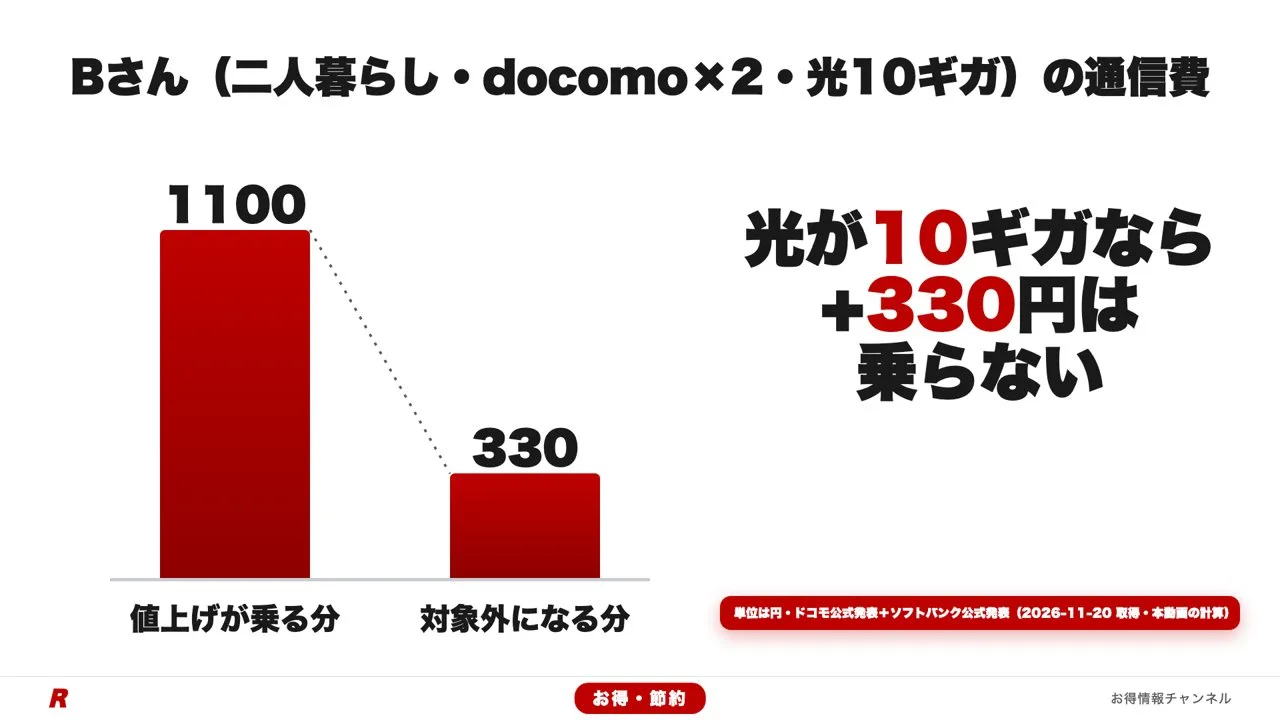 Bさん（二人暮らし・docomo×2・光10ギガ）の通信費
1100
330
値上げが乗る分
対象外になる分
光が10ギガなら
+330円は
乗らない
単位は円・ドコモ公式発表＋ソフトバンク公式発表（2026-11-20 取得・本動画の計算）
R
お得・節約
お得情報チャンネル